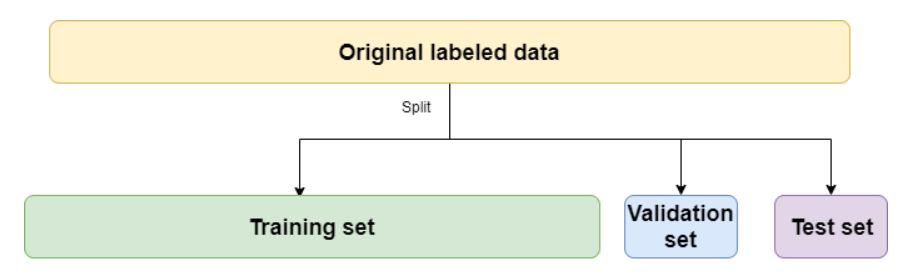 Original labeled data
Split
Training set
Validation
set
Test set